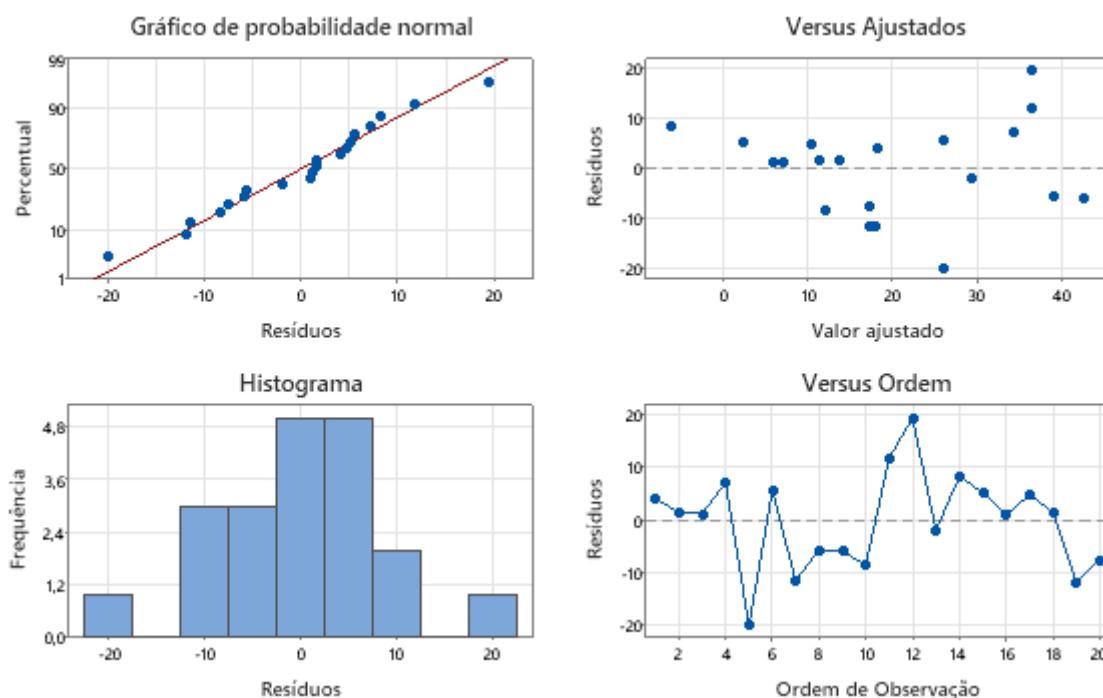 Gráfico de probabilidade normal
Percentual
99
90
50
10
1
-20 -10 0 10 20
Resíduos
Versus Ajustados
Resíduos
20
10
0
-10
-20
0 10 20 30 40
Valor ajustado
Histograma
Frequência
4,8
3,6
2,4
1,2
0,0
-20 -10 0 10 20
Resíduos
Versus Ordem
Resíduos
20
10
0
-10
-20
2 4 6 8 10 12 14 16 18 20
Ordem de Observação